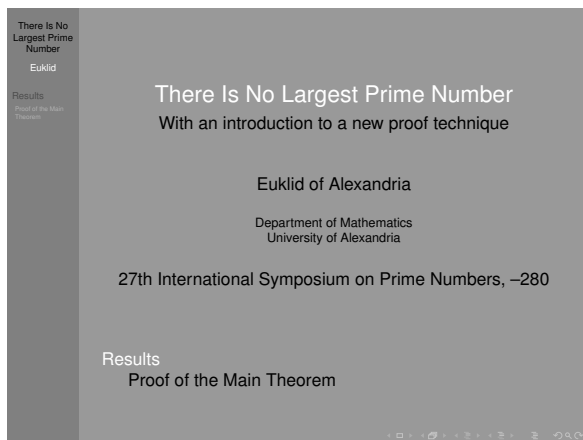 There Is No
Largest Prime
Number
Euklid
Results
Proof of the Main
Theorem
There Is No Largest Prime Number
With an introduction to a new proof technique
Euklid of Alexandria
Department of Mathematics
University of Alexandria
27th International Symposium on Prime Numbers, –280
Results
Proof of the Main Theorem